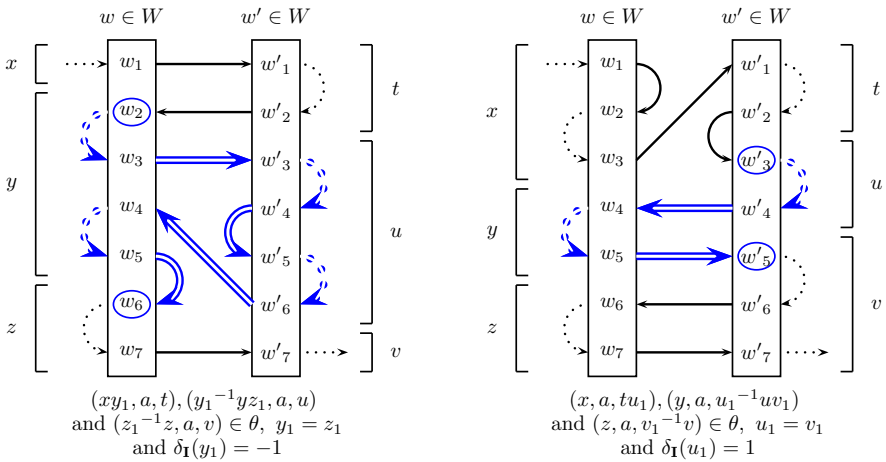 w ∈ W w′ ∈ W
x w₁ w′₁ t
w₂ w′₂
y w₃ w′₃ u
w₄ w′₄
w₅ w′₅
z w₆ w′₆
w₇ w′₇ v
(xy₁, a, t), (y₁⁻¹yz₁, a, u)
and (z₁⁻¹z, a, v) ∈ θ, y₁ = z₁
and δ_𝐈(y₁) = −1
w ∈ W w′ ∈ W
w₁ w′₁ t
x w₂ w′₂
w₃ w′₃ u
y w₄ w′₄
w₅ w′₅
z w₆ w′₆ v
w₇ w′₇
(x, a, tu₁), (y, a, u₁⁻¹uv₁)
and (z, a, v₁⁻¹v) ∈ θ, u₁ = v₁
and δ_𝐈(u₁) = 1